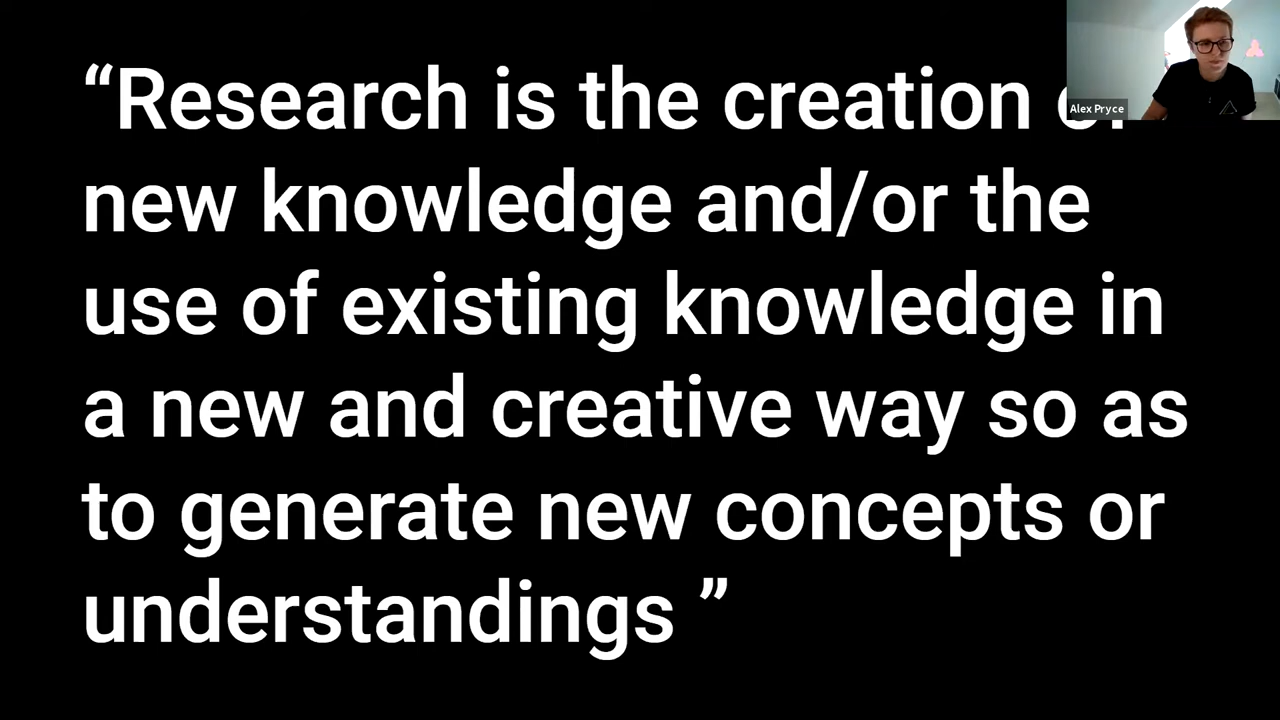 “Research is the creation of
new knowledge and/or the
use of existing knowledge in
a new and creative way so as
to generate new concepts or
understandings ”
Alex Pryce